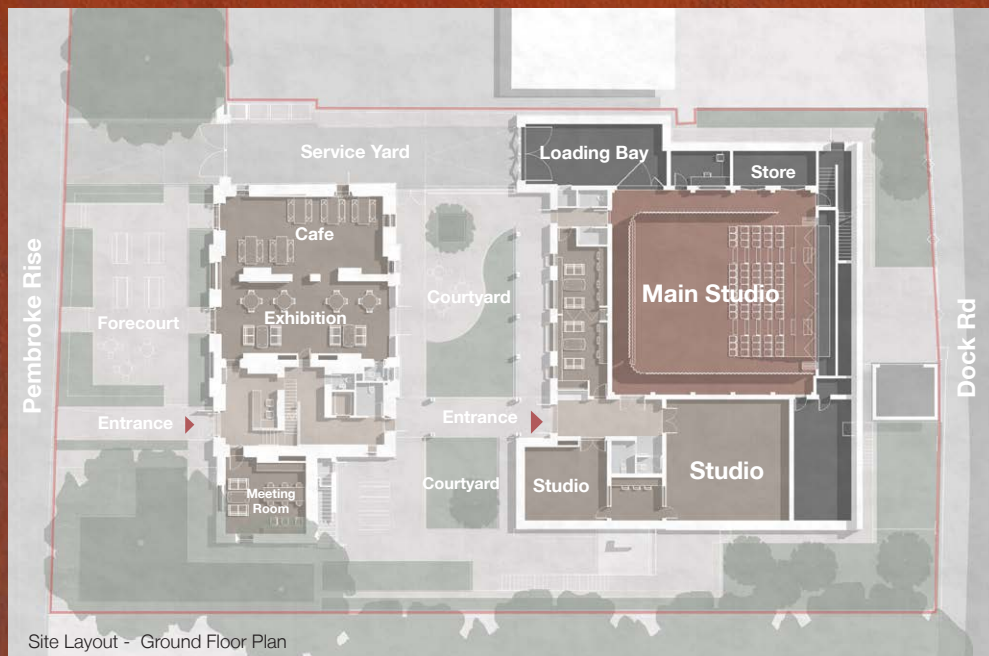 Service Yard
Loading Bay
Store
Cafe
Pembroke Rise
Forecourt
Exhibition
Courtyard
Main Studio
Dock Rd
Entrance
Entrance
Meeting
Room
Courtyard
Studio
Studio
Site Layout - Ground Floor Plan